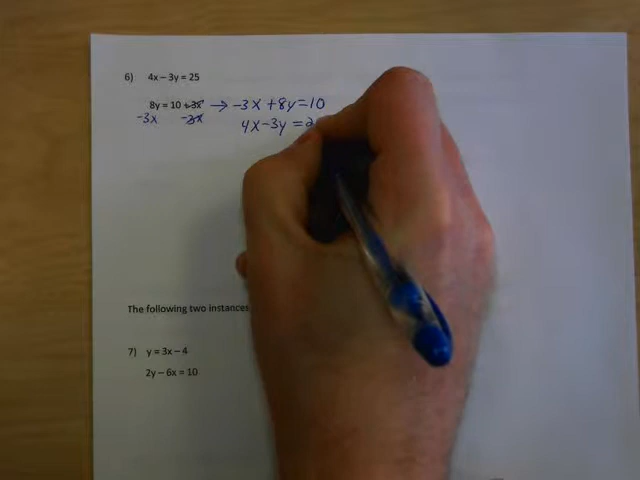 6) 4x – 3y = 25
8y = 10 +3x → -3x + 8y = 10
-3x -3x 4x - 3y = 2
The following two instances
7) y = 3x – 4
2y – 6x = 10